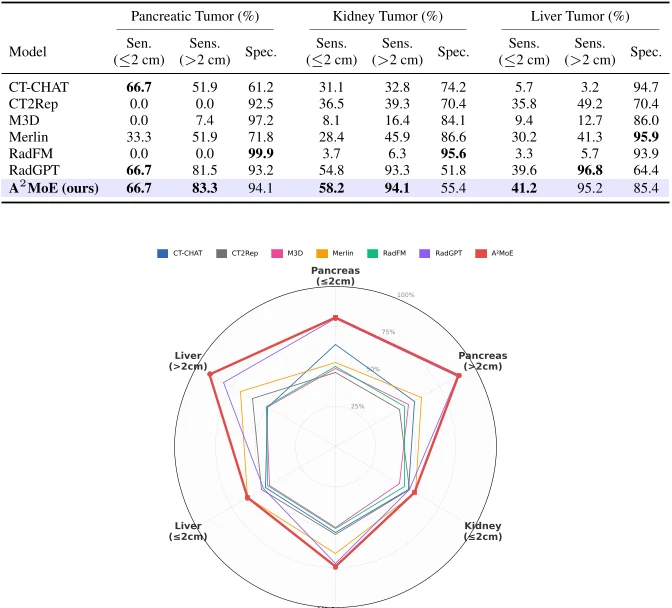 Pancreatic Tumor (%) Kidney Tumor (%) Liver Tumor (%)
Model Sen. (≤2 cm) Sens. (>2 cm) Spec. Sens. (≤2 cm) Sens. (>2 cm) Spec. Sens. (≤2 cm) Sens. (>2 cm) Spec.
CT-CHAT 66.7 51.9 61.2 31.1 32.8 74.2 5.7 3.2 94.7
CT2Rep 0.0 0.0 92.5 36.5 39.3 70.4 35.8 49.2 70.4
M3D 0.0 7.4 97.2 8.1 16.4 84.1 9.4 12.7 86.0
Merlin 33.3 51.9 71.8 28.4 45.9 86.6 30.2 41.3 95.9
RadFM 0.0 0.0 99.9 3.7 6.3 95.6 3.3 5.7 93.9
RadGPT 66.7 81.5 93.2 54.8 93.3 51.8 39.6 96.8 64.4
A²MoE (ours) 66.7 83.3 94.1 58.2 94.1 55.4 41.2 95.2 85.4
CT-CHAT CT2Rep M3D Merlin RadFM RadGPT A²MoE
Pancreas
(≤2cm)
100%
75%
Liver
(>2cm)
Pancreas
(>2cm)
50%
25%
Liver
(≤2cm)
Kidney
(≤2cm)